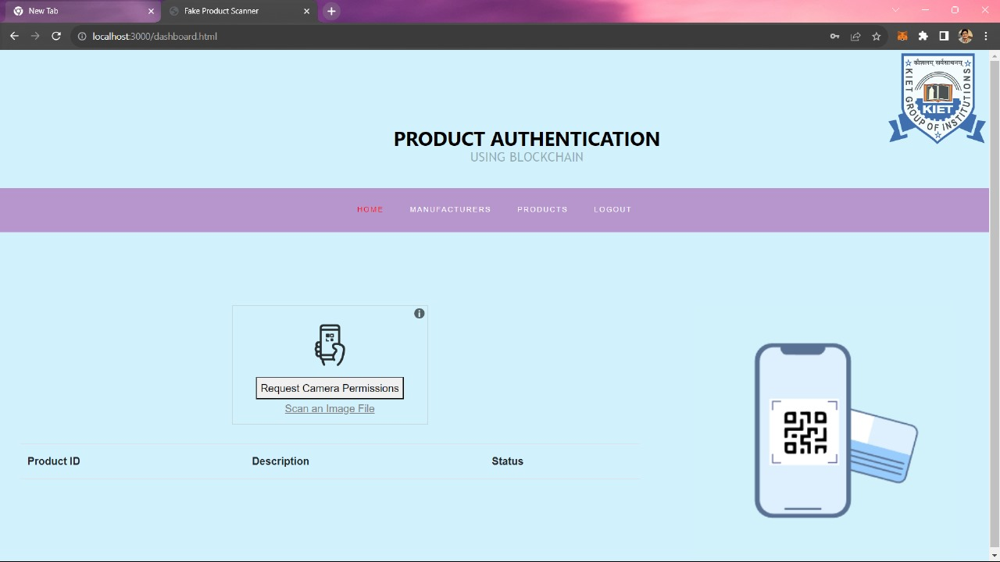 New Tab
Fake Product Scanner
localhost:3000/dashboard.html
कौशलम् सर्वसाधनम्
KIET GROUP OF INSTITUTIONS
KIET
PRODUCT AUTHENTICATION
USING BLOCKCHAIN
HOME MANUFACTURERS PRODUCTS LOGOUT
Request Camera Permissions
Scan an Image File
Product ID Description Status